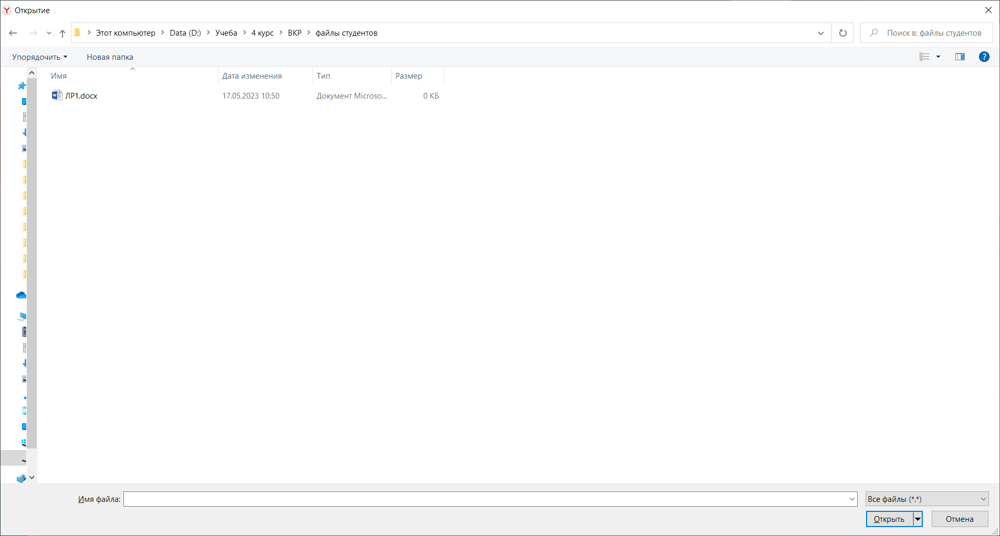 Открытие
Этот компьютер > Data (D:) > Учеба > 4 курс > ВКР > файлы студентов
Поиск в: файлы студентов
Упорядочить Новая папка
Имя Дата изменения Тип Размер
ЛР1.docx 17.05.2023 10:50 Документ Microso... 0 КБ
Имя файла: Все файлы (*.*)
Открыть Отмена